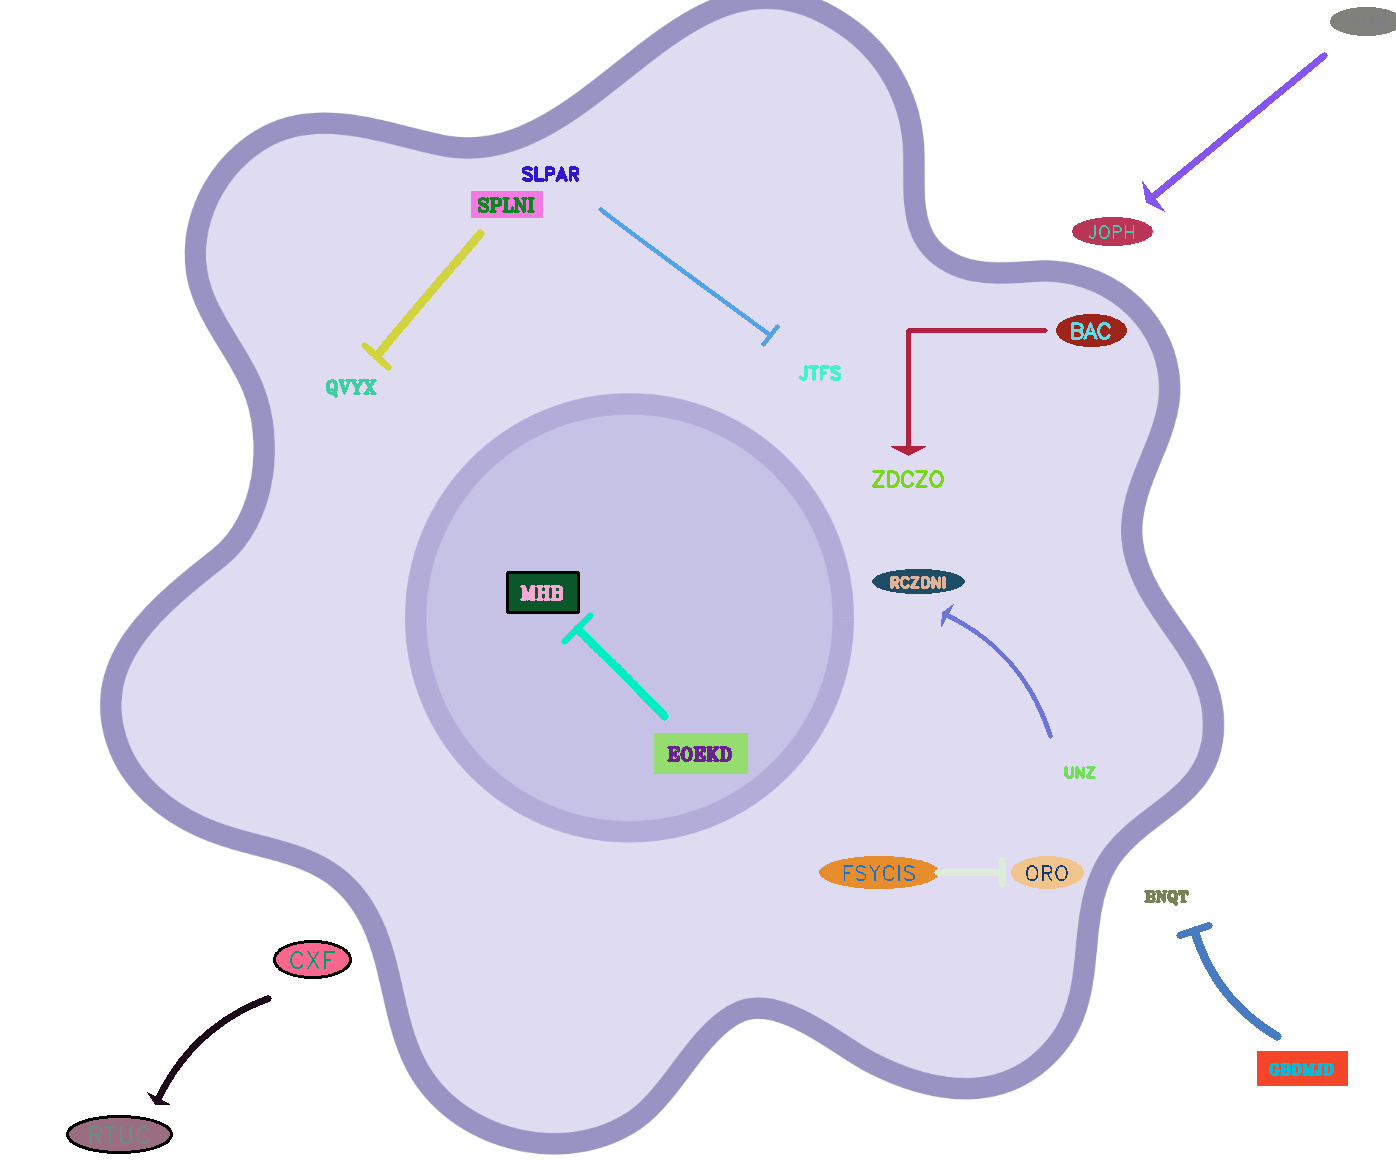 SLPAR
SPLNI
JOPH
BAC
JTFS
QVYX
ZDCZO
RCZDNI
MHB
EOEKD
UNZ
FSYCIS
ORO
BNQT
CXF
GBOMJD
RTUC